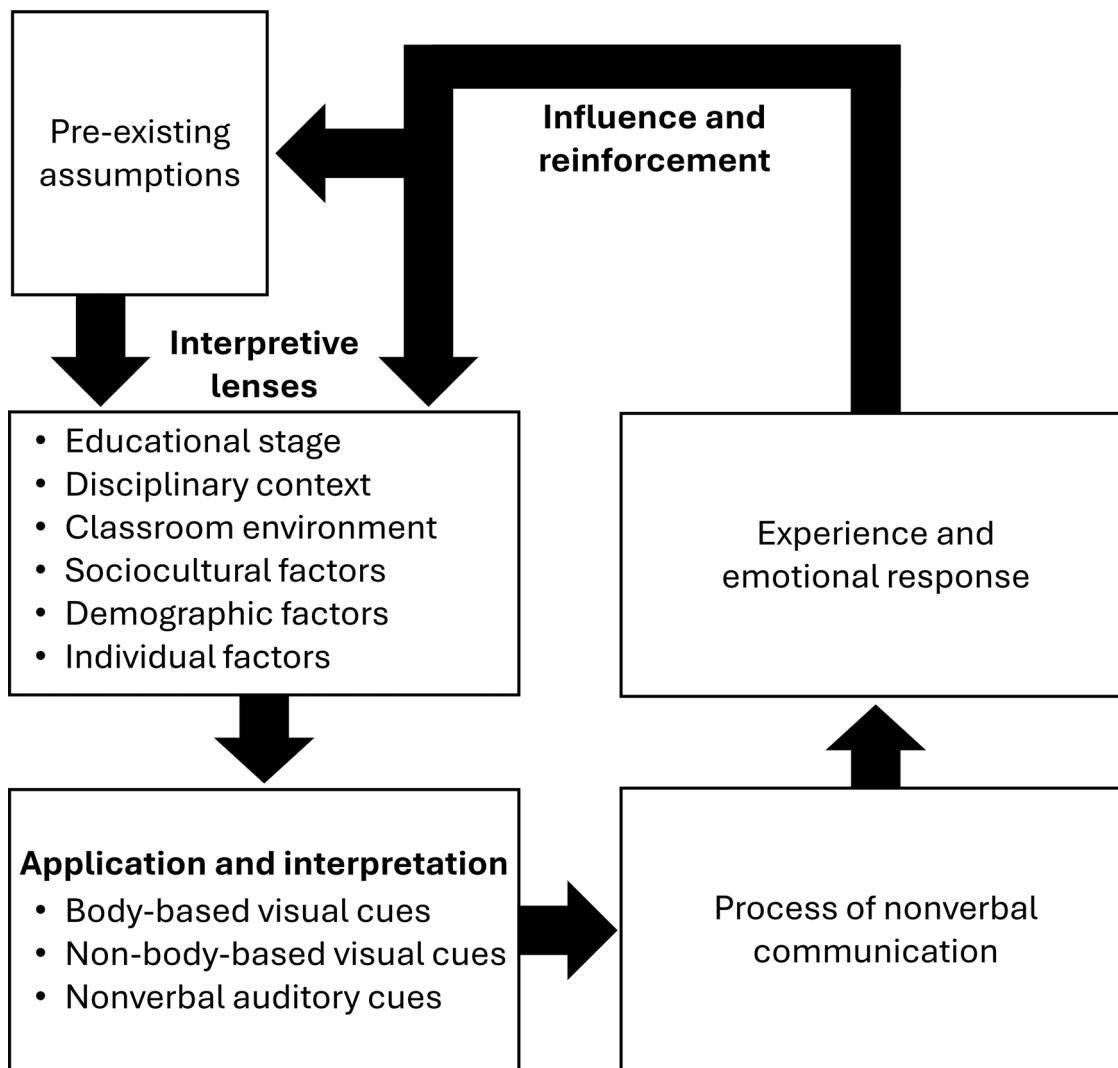 Pre-existing
assumptions
Influence and
reinforcement
Interpretive
lenses
• Educational stage
• Disciplinary context
• Classroom environment
• Sociocultural factors
• Demographic factors
• Individual factors
Experience and
emotional response
Application and interpretation
• Body-based visual cues
• Non-body-based visual cues
• Nonverbal auditory cues
Process of nonverbal
communication